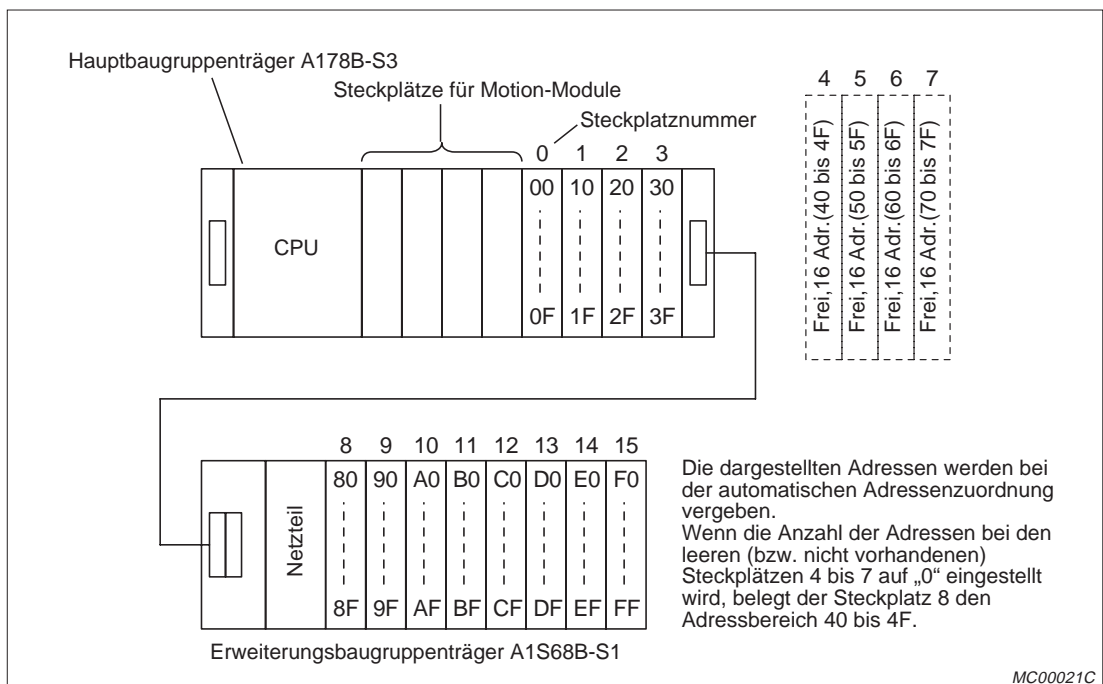 Hauptbaugruppenträger A178B-S3
Steckplätze für Motion-Module
Steckplatznummer
0 1 2 3
00 10 20 30
CPU
0F 1F 2F 3F
4 5 6 7
Frei,16 Adr.(40 bis 4F)
Frei,16 Adr.(50 bis 5F)
Frei,16 Adr.(60 bis 6F)
Frei,16 Adr.(70 bis 7F)
8 9 10 11 12 13 14 15
80 90 A0 B0 C0 D0 E0 F0
Netzteil
8F 9F AF BF CF DF EF FF
Erweiterungsbaugruppenträger A1S68B-S1
Die dargestellten Adressen werden bei
der automatischen Adressenzuordnung
vergeben.
Wenn die Anzahl der Adressen bei den
leeren (bzw. nicht vorhandenen)
Steckplätzen 4 bis 7 auf „0“ eingestellt
wird, belegt der Steckplatz 8 den
Adressbereich 40 bis 4F.
MC00021C